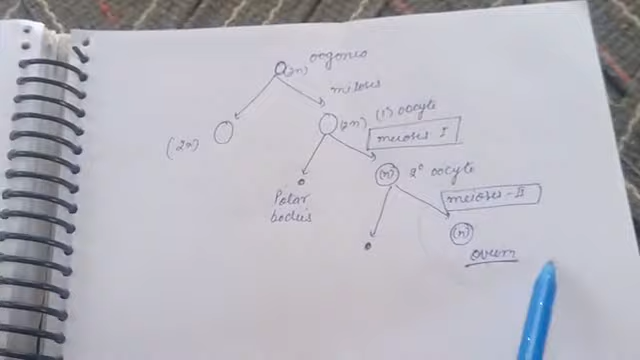 (2n) oogonia
mitosis
(2n)
(2n)
(1) oocyte
meiosis I
(n)
2° oocyte
Polar
bodies
meiosis-II
(n)
ovum